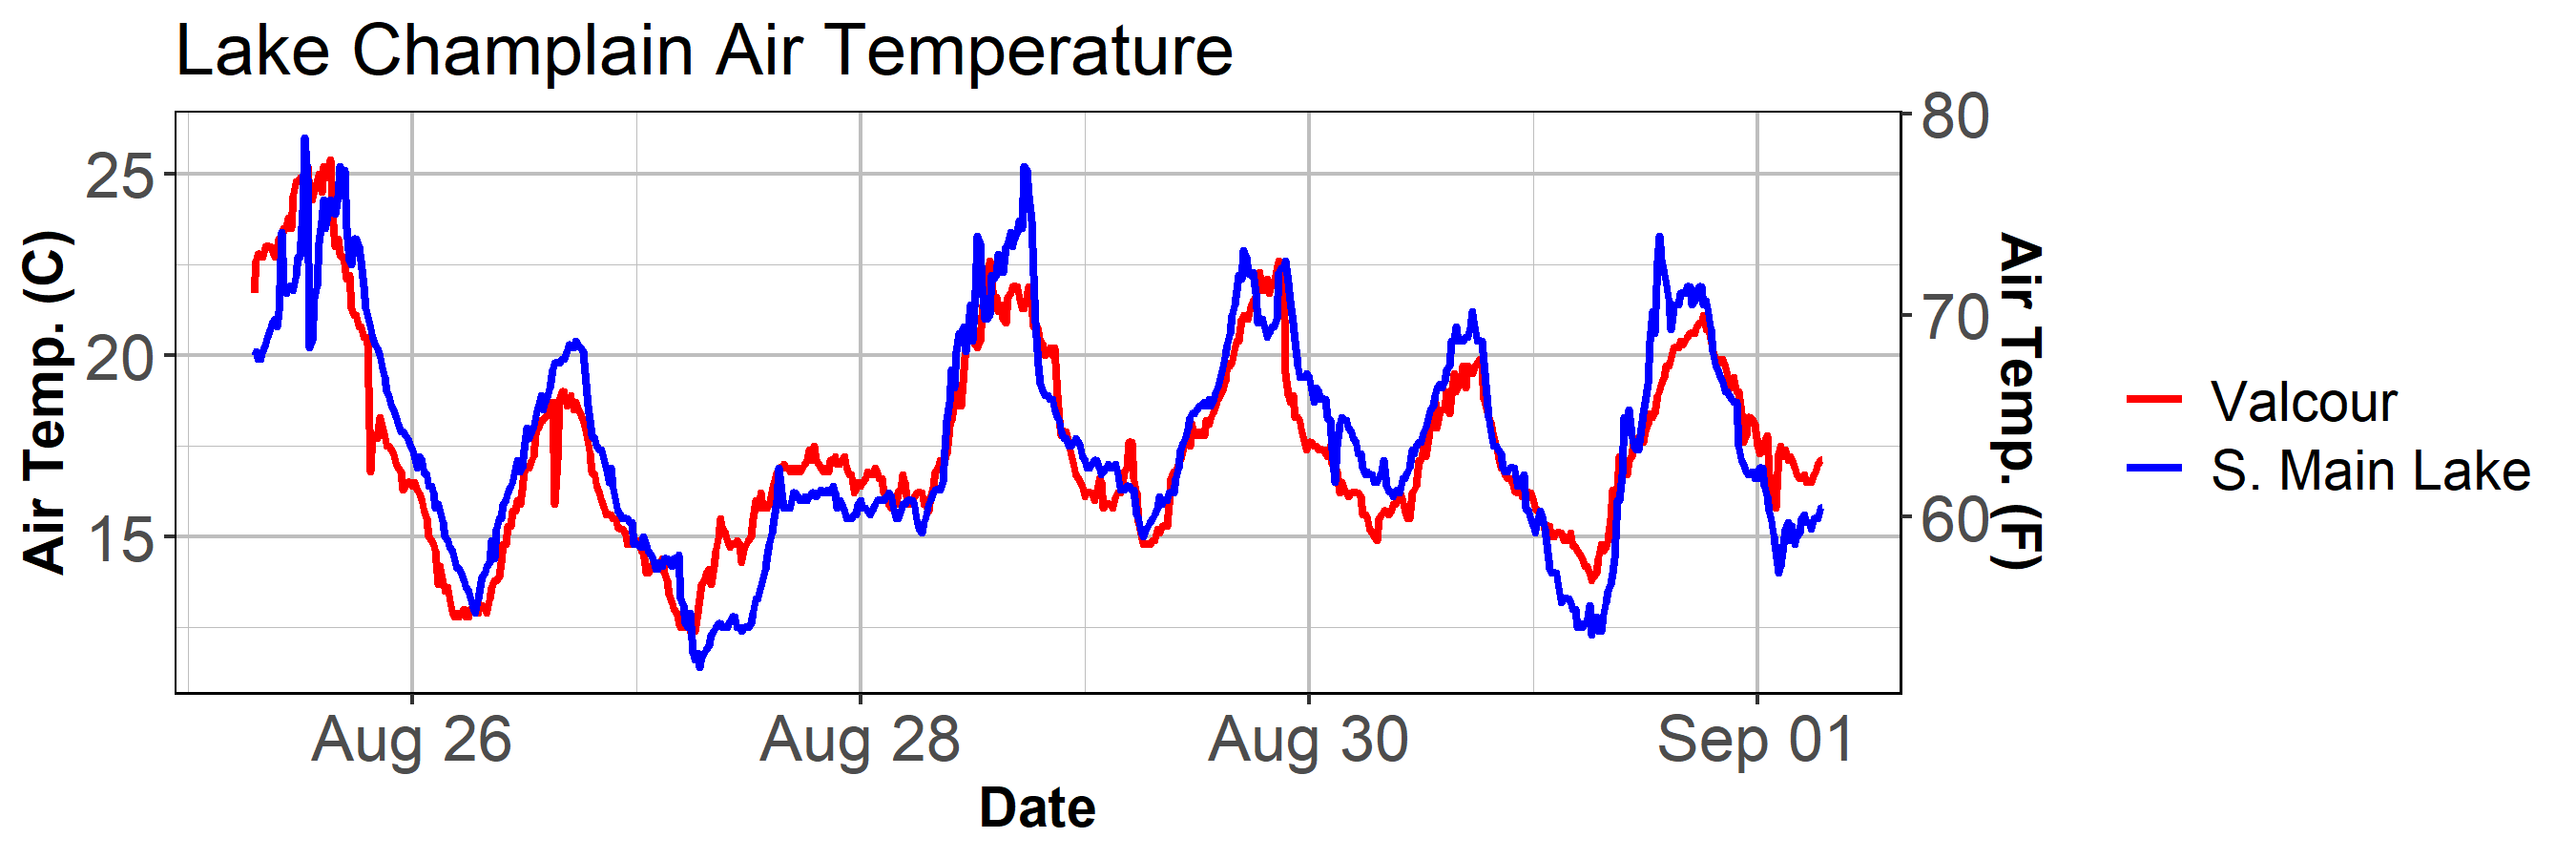 Lake Champlain Air Temperature
Air Temp. (C)
25
20
15
80
70
60
Air Temp. (F)
Aug 26
Aug 28
Aug 30
Sep 01
Date
Valcour
S. Main Lake